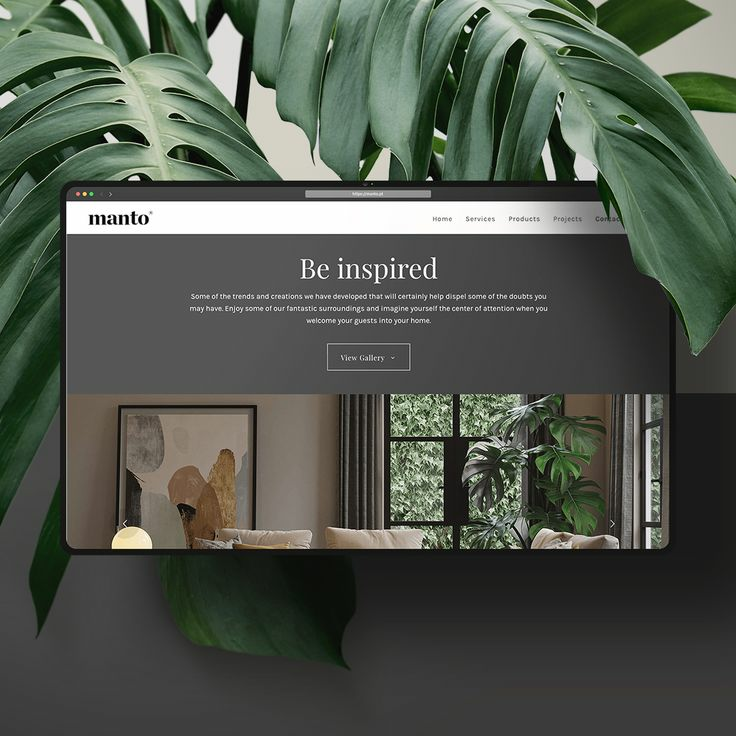 https://manto.pt
manto®
Home Services Products Projects Contac
Be inspired
Some of the trends and creations we have developed that will certainly help dispel some of the doubts you
may have. Enjoy some of our fantastic surroundings and imagine yourself the center of attention when you
welcome your guests into your home.
View Gallery